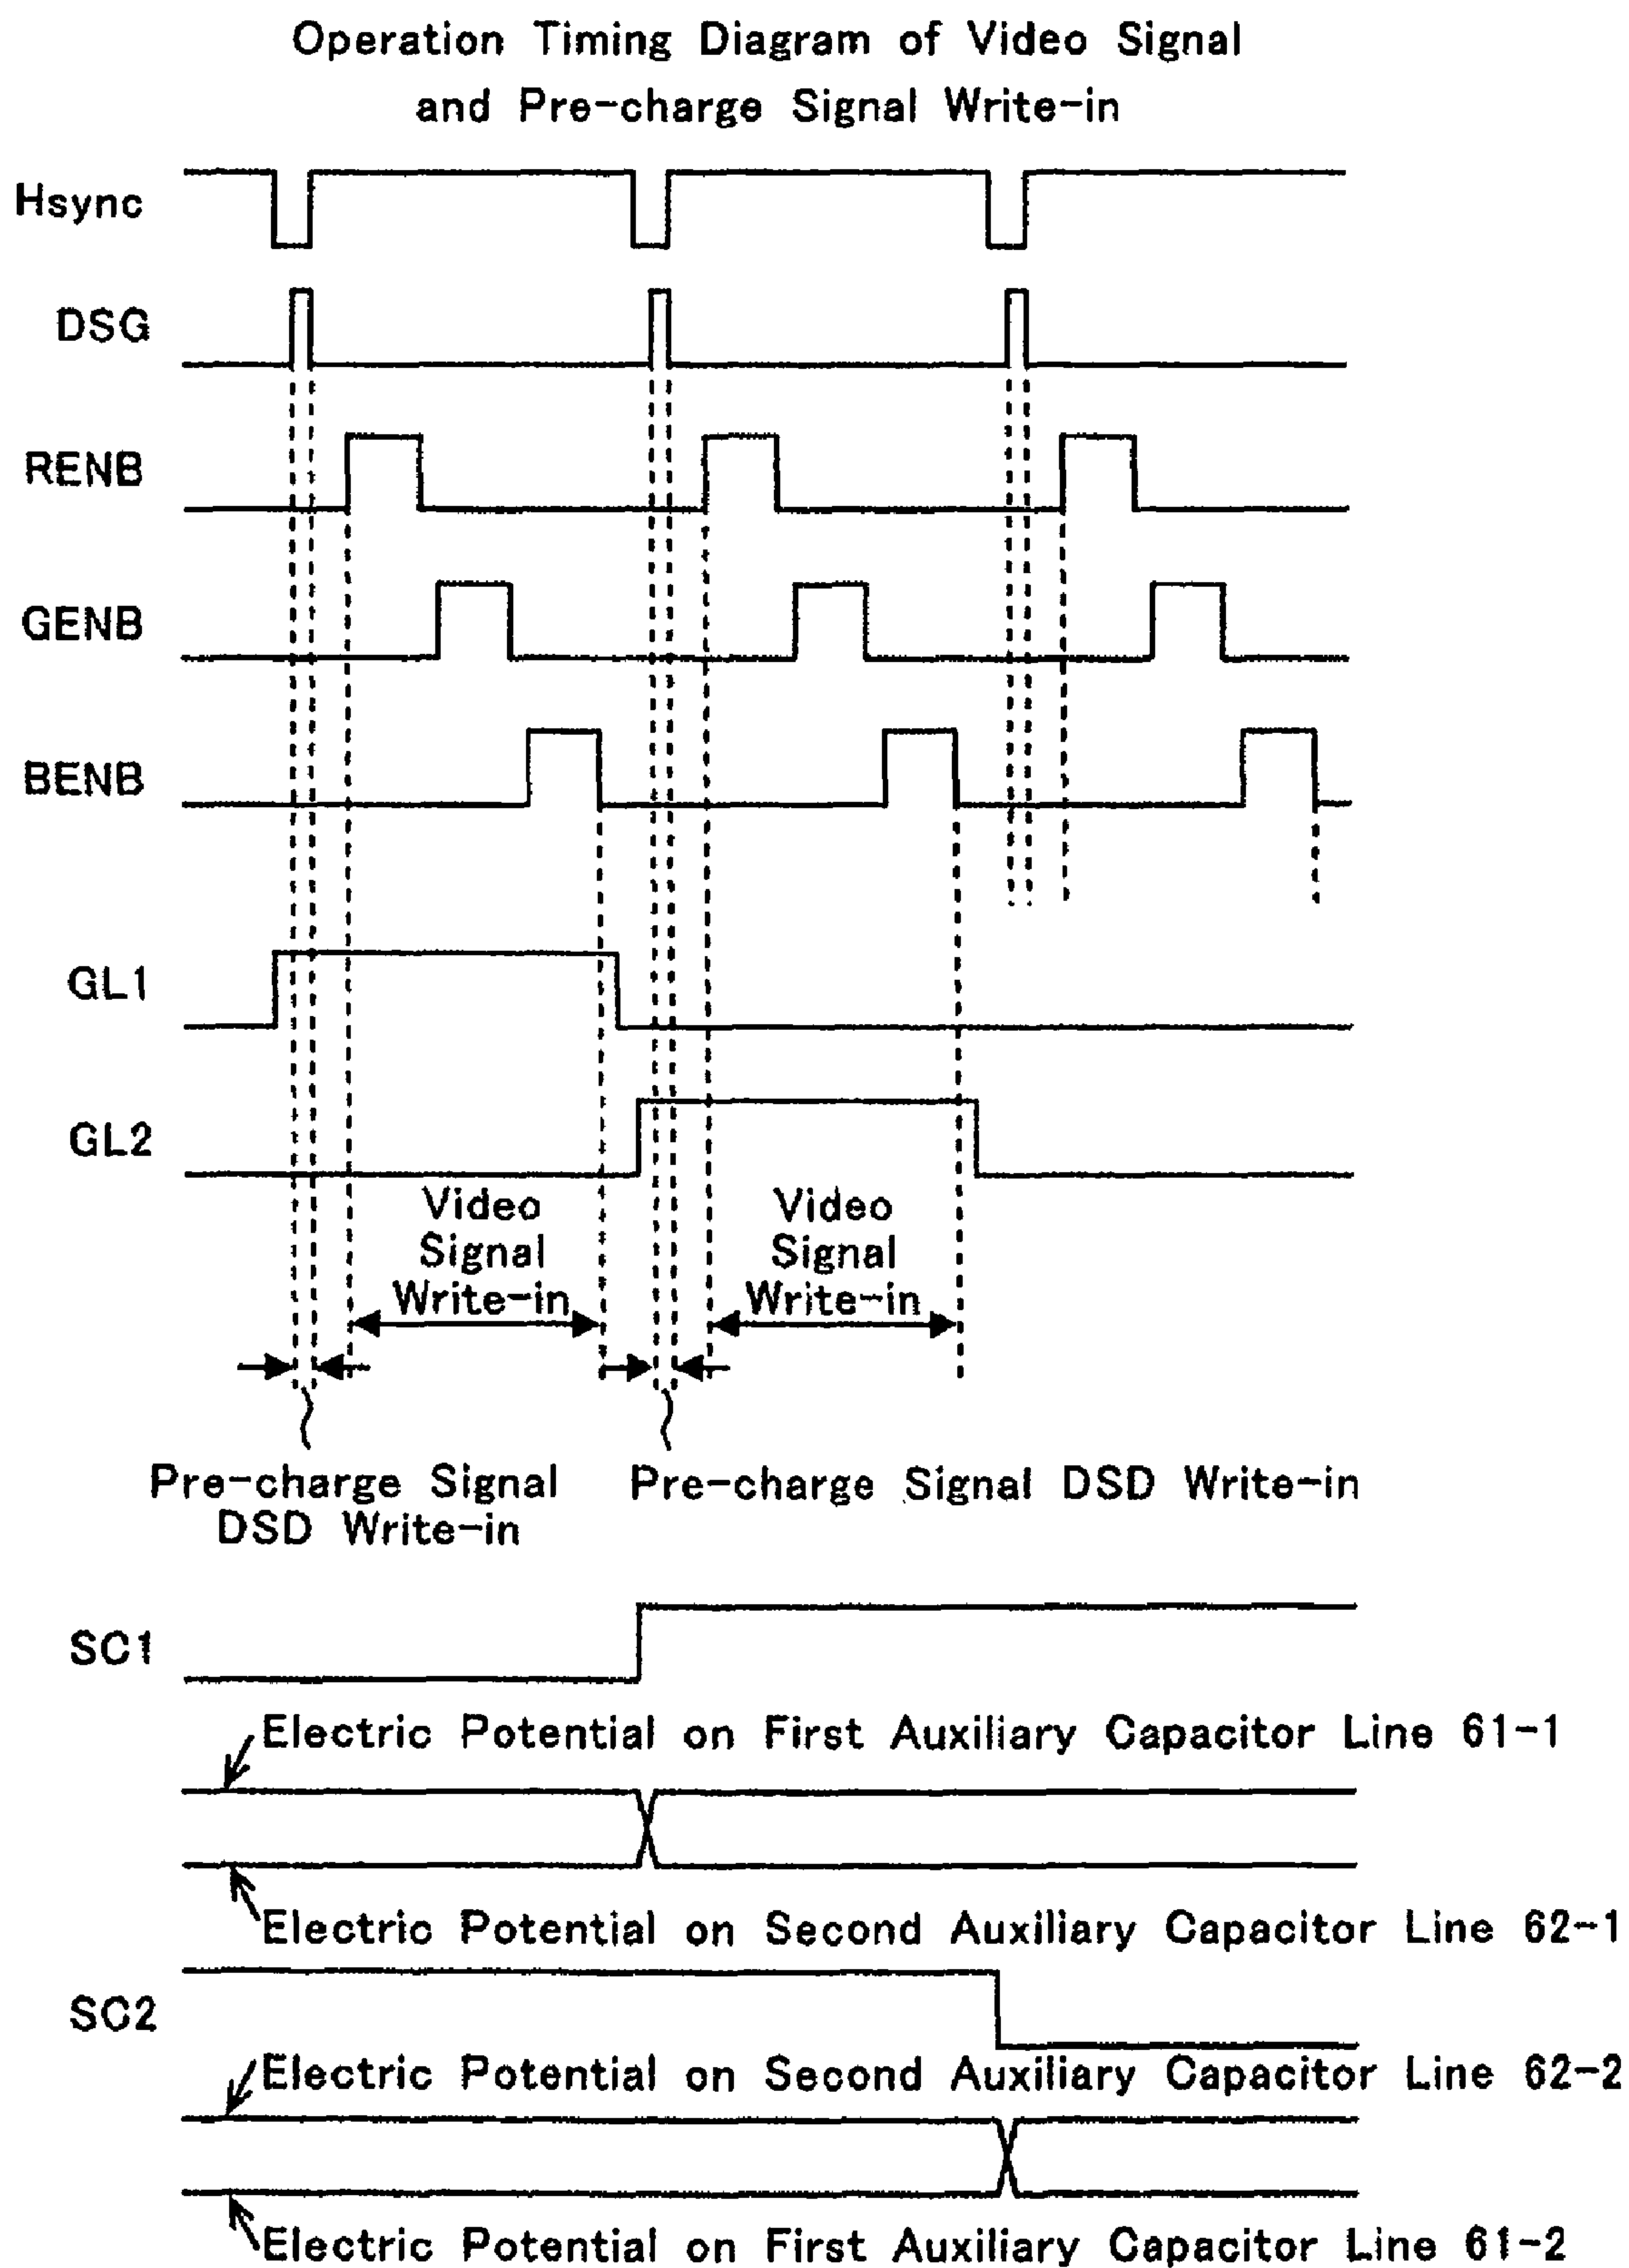 Operation Timing Diagram of Video Signal
and Pre-charge Signal Write-in
Hsync
DSG
RENB
GENB
BENB
GL1
GL2
Video
Signal
Write-in
Video
Signal
Write-in
Pre-charge Signal
DSD Write-in
Pre-charge Signal DSD Write-in
SC1
Electric Potential on First Auxiliary Capacitor Line 61-1
Electric Potential on Second Auxiliary Capacitor Line 62-1
SC2
Electric Potential on Second Auxiliary Capacitor Line 62-2
Electric Potential on First Auxiliary Capacitor Line 61-2